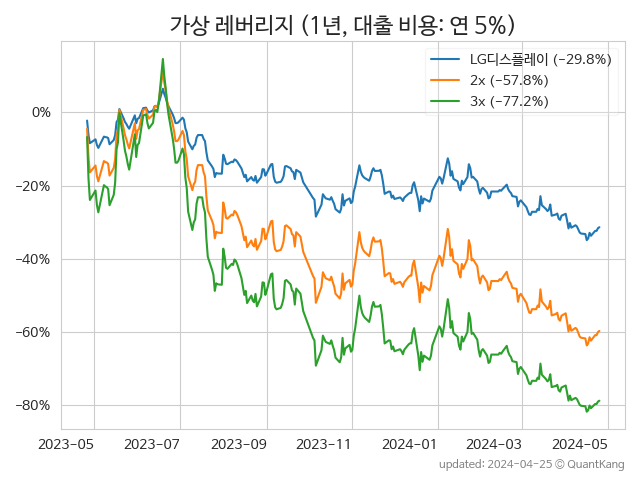 가상 레버리지 (1년, 대출 비용: 연 5%)
LG디스플레이 (−29.8%)
2x (−57.8%)
3x (−77.2%)
0%
−20%
−40%
−60%
−80%
2023-05 2023-07 2023-09 2023-11 2024-01 2024-03 2024-05
updated: 2024-04-25 © QuantKang